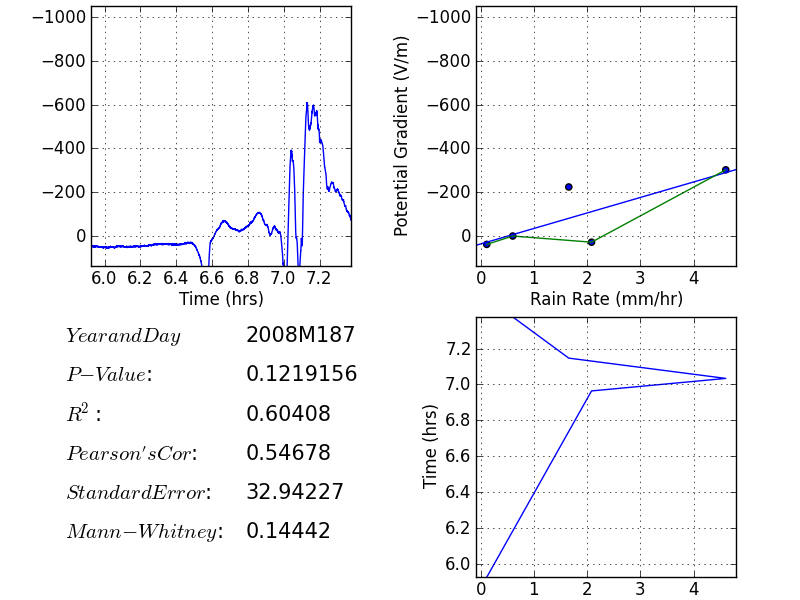 −1000
−800
−600
−400
−200
0
6.0 6.2 6.4 6.6 6.8 7.0 7.2
Time (hrs)
Potential Gradient (V/m)
−1000
−800
−600
−400
−200
0
0 1 2 3 4
Rain Rate (mm/hr)
YearandDay 2008M187
P−Value: 0.1219156
R²: 0.60408
Pearson'sCor: 0.54678
StandardError: 32.94227
Mann−Whitney: 0.14442
Time (hrs)
7.2
7.0
6.8
6.6
6.4
6.2
6.0
0 1 2 3 4